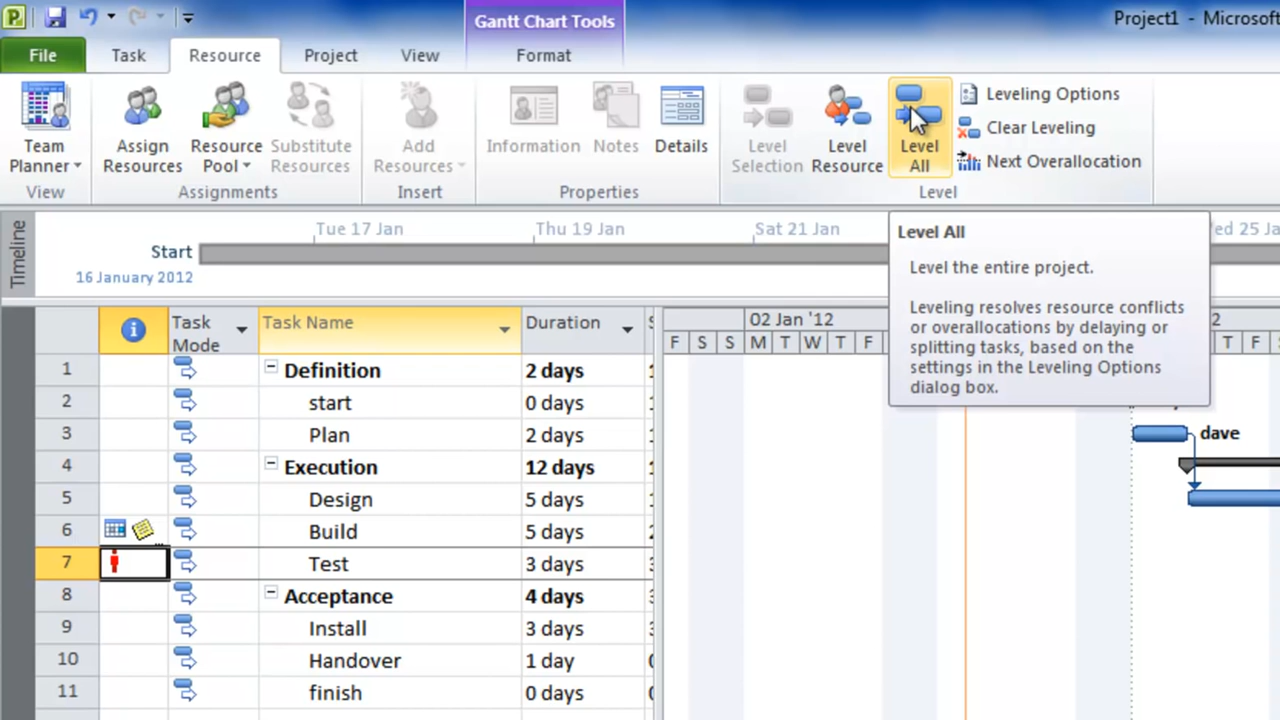 Gantt Chart Tools
Project1 - Microsoft
File
Task
Resource
Project
View
Format
Team Planner
Assign Resources
Resource Pool
Substitute Resources
Add Resources
Information
Notes
Details
Level Selection
Level Resource
Level All
Leveling Options
Clear Leveling
Next Overallocation
View
Assignments
Insert
Properties
Level
Timeline
Tue 17 Jan
Thu 19 Jan
Sat 21 Jan
Start
16 January 2012
Level All
Level the entire project.
Leveling resolves resource conflicts
or overallocations by delaying or
splitting tasks, based on the
settings in the Leveling Options
dialog box.
Task Mode
Task Name
Duration
02 Jan '12
F S S M T W T F
T F
1 Definition 2 days
2 start 0 days
3 Plan 2 days
dave
4 Execution 12 days
5 Design 5 days
6 Build 5 days
7 Test 3 days
8 Acceptance 4 days
9 Install 3 days
10 Handover 1 day
11 finish 0 days